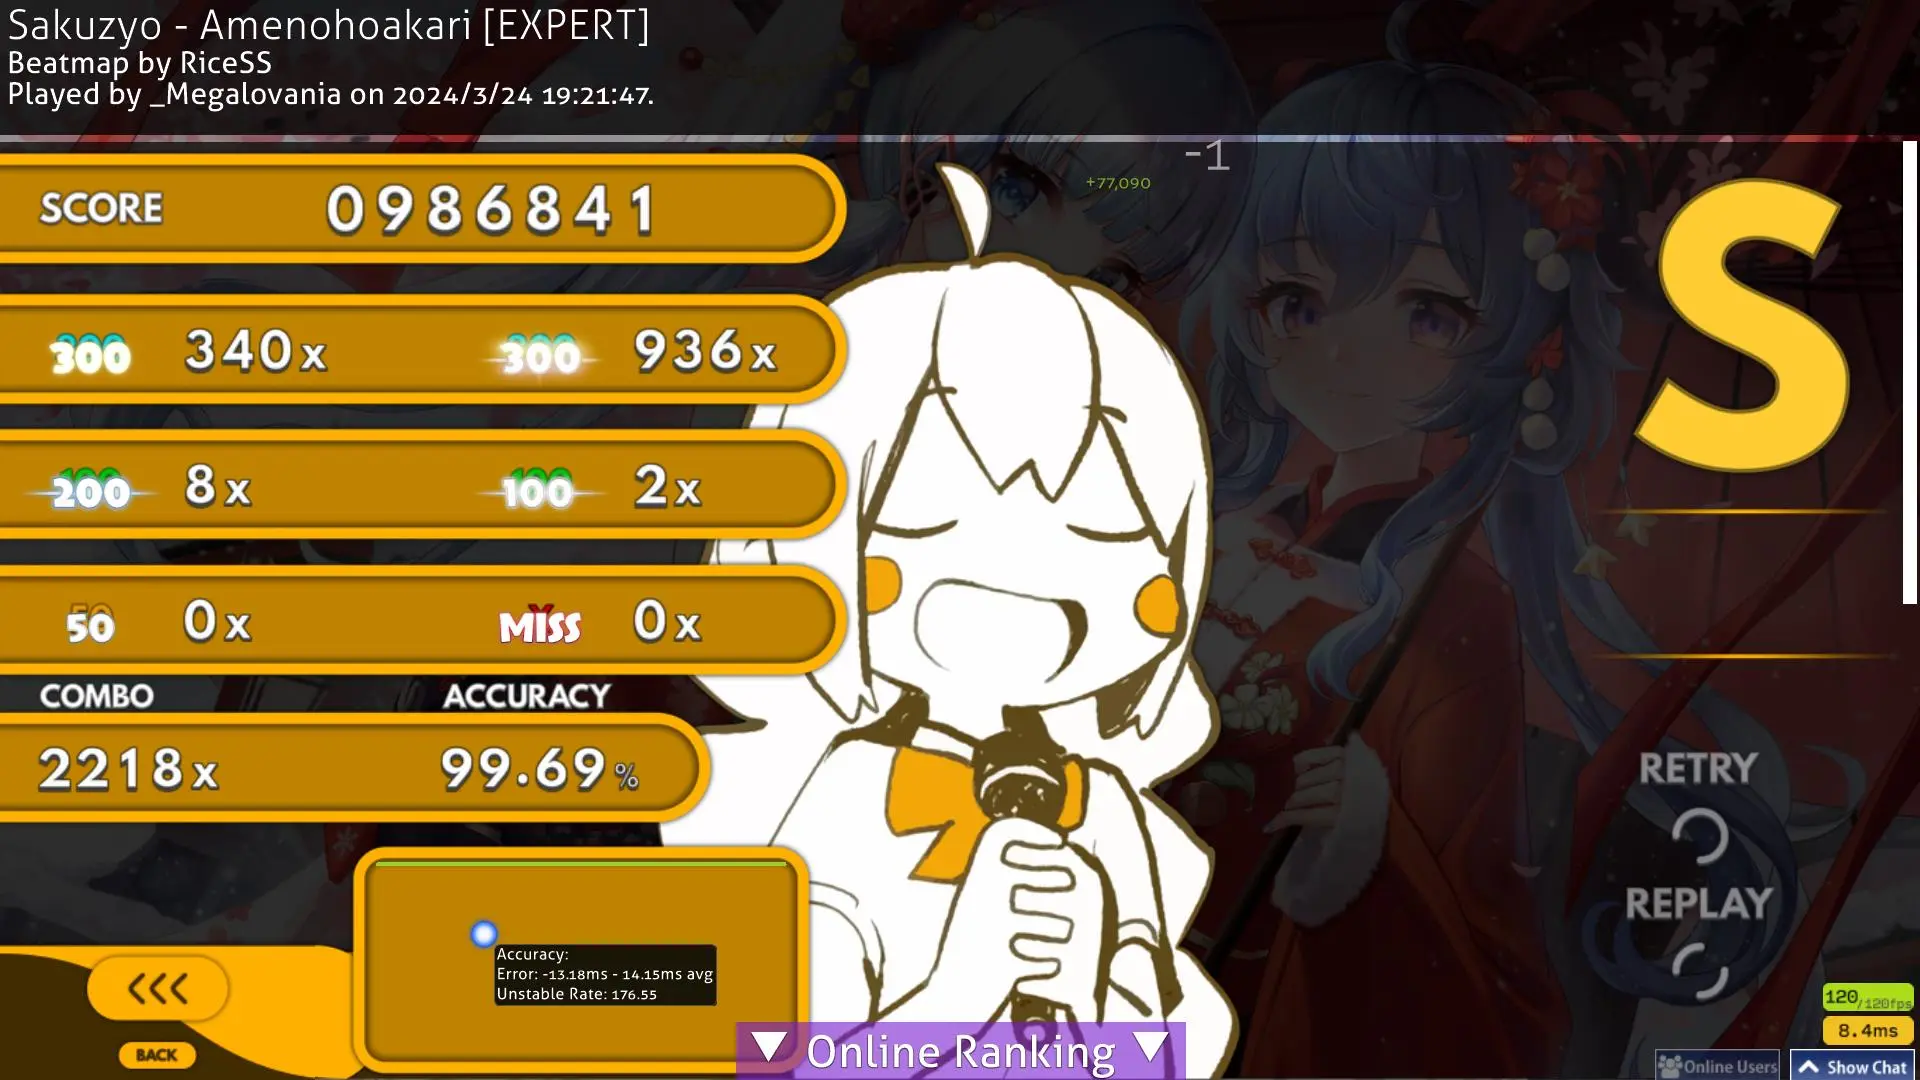 Sakuzyo - Amenohoakari [EXPERT]
Beatmap by RiceSS
Played by _Megalovania on 2024/3/24 19:21:47.
-1
+77,090
SCORE 0986841
300 340x 300 936x
200 8x 100 2x
50 0x MISS 0x
COMBO ACCURACY
2218x 99.69%
S
RETRY
REPLAY
Accuracy:
Error: -13.18ms - 14.15ms avg
Unstable Rate: 176.55
BACK
▼ Online Ranking ▼
120/120fps
8.4ms
Online Users
Show Chat